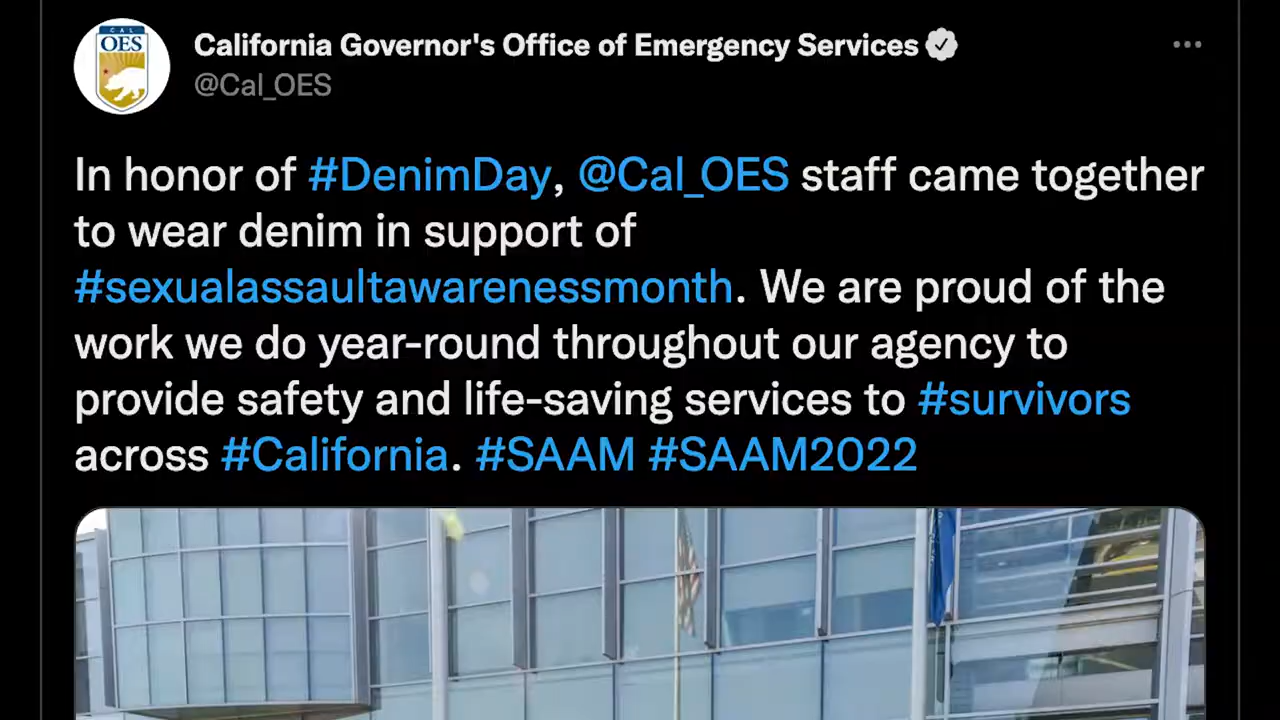 CAL
OES
California Governor's Office of Emergency Services
@Cal_OES
In honor of #DenimDay, @Cal_OES staff came together
to wear denim in support of
#sexualassaultawarenessmonth. We are proud of the
work we do year-round throughout our agency to
provide safety and life-saving services to #survivors
across #California. #SAAM #SAAM2022